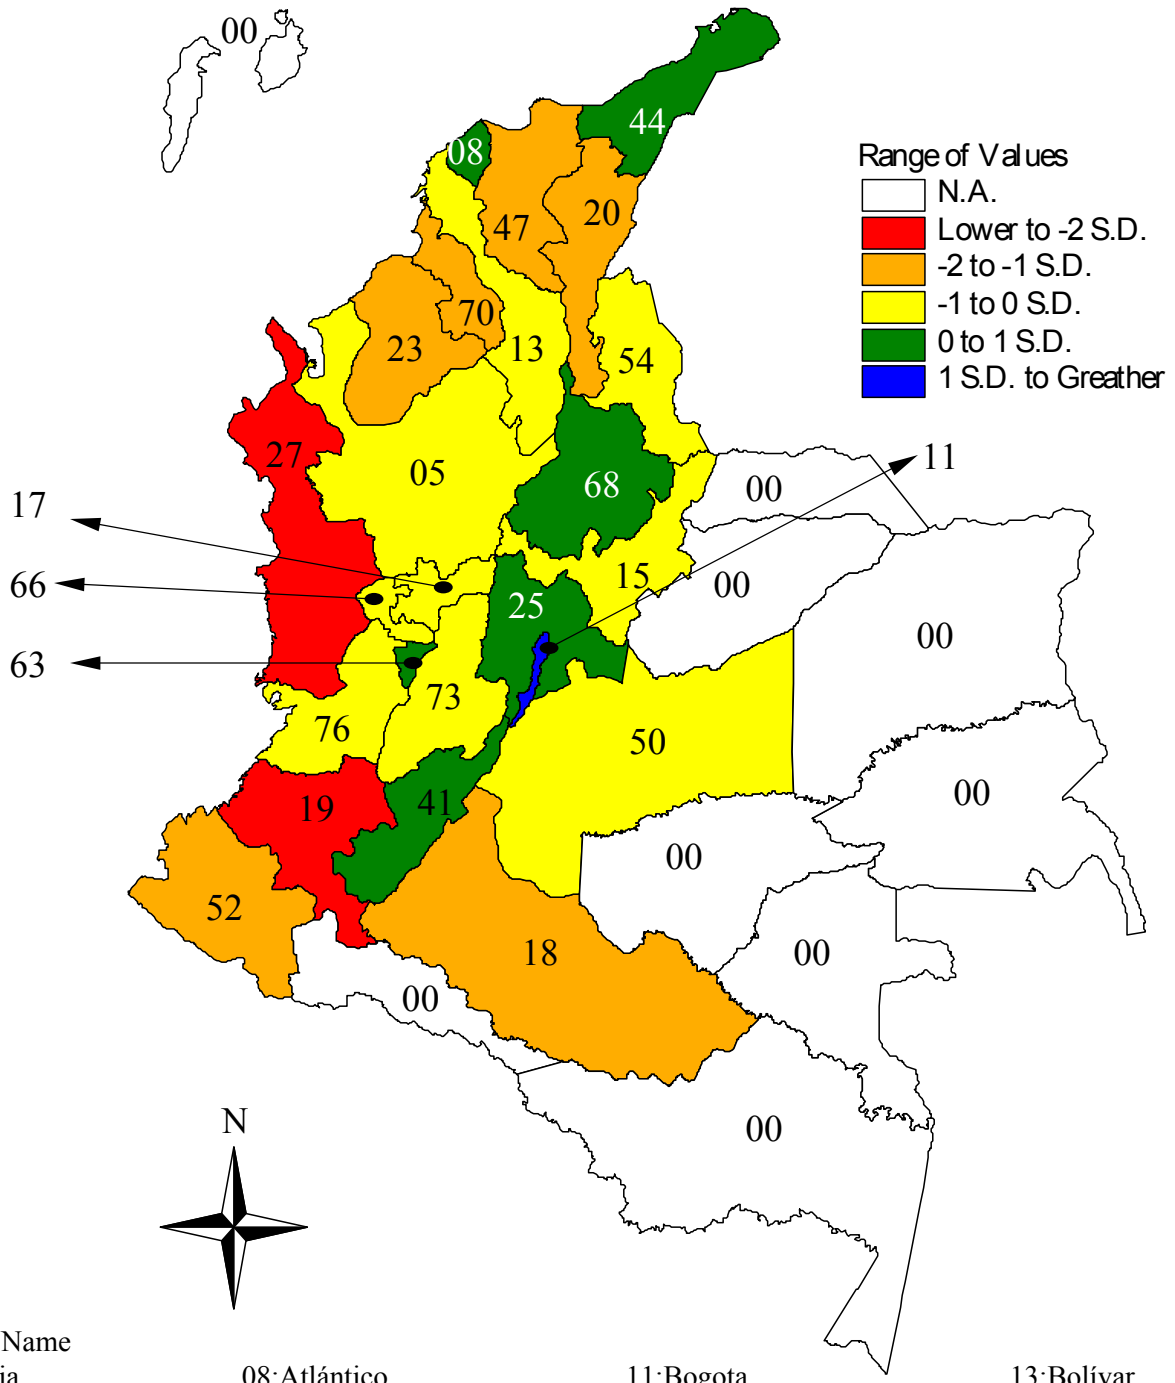 00
44
08
Range of Values
N.A.
20
47
Lower to -2 S.D.
-2 to -1 S.D.
-1 to 0 S.D.
70
13
23
54
0 to 1 S.D.
1 S.D. to Greather
27
11
05
68
00
17
15
00
66
25
00
63
73
76
50
00
19
41
00
52
18
00
00
N
00
Name
08:Atlántico
11:Bogota
13:Bolívar